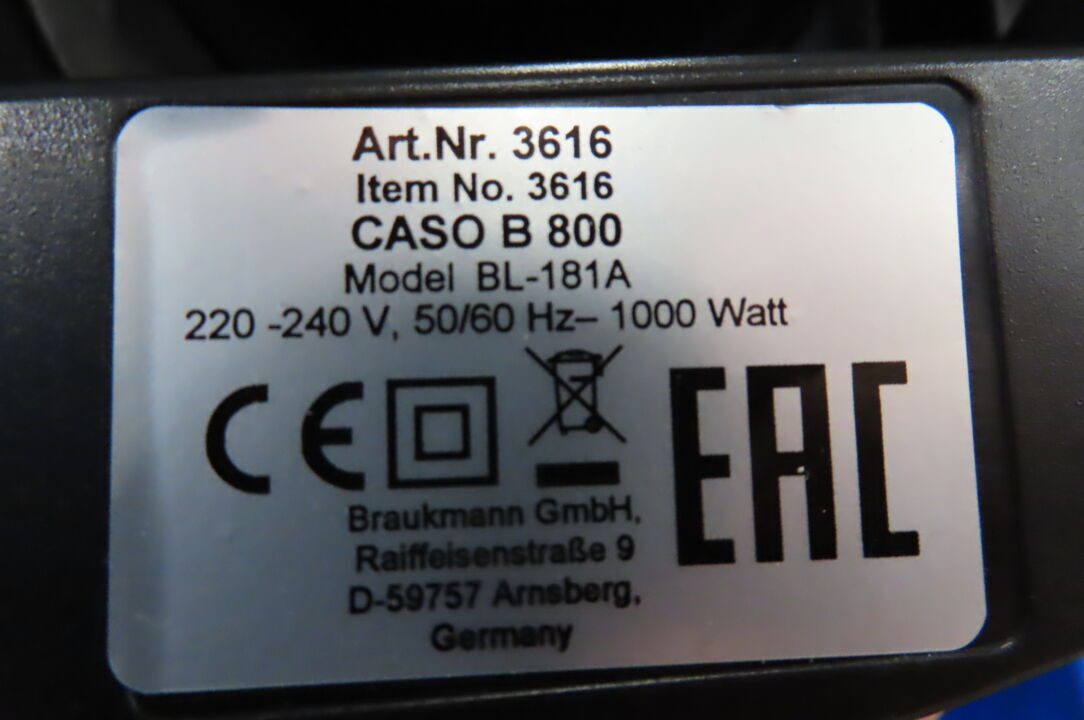 Art.Nr. 3616
Item No. 3616
CASO B 800
Model BL-181A
220 -240 V, 50/60 Hz– 1000 Watt
CE
EAC
Braukmann GmbH,
Raiffeisenstraße 9
D-59757 Arnsberg,
Germany